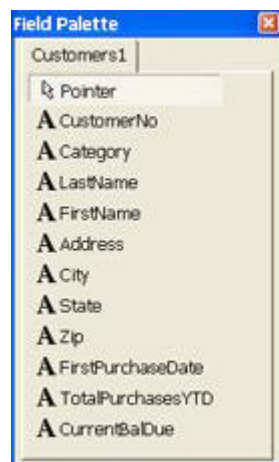 Field Palette
Customers1
Pointer
A CustomerNo
A Category
A LastName
A FirstName
A Address
A City
A State
A Zip
A FirstPurchaseDate
A TotalPurchasesYTD
A CurrentBalDue